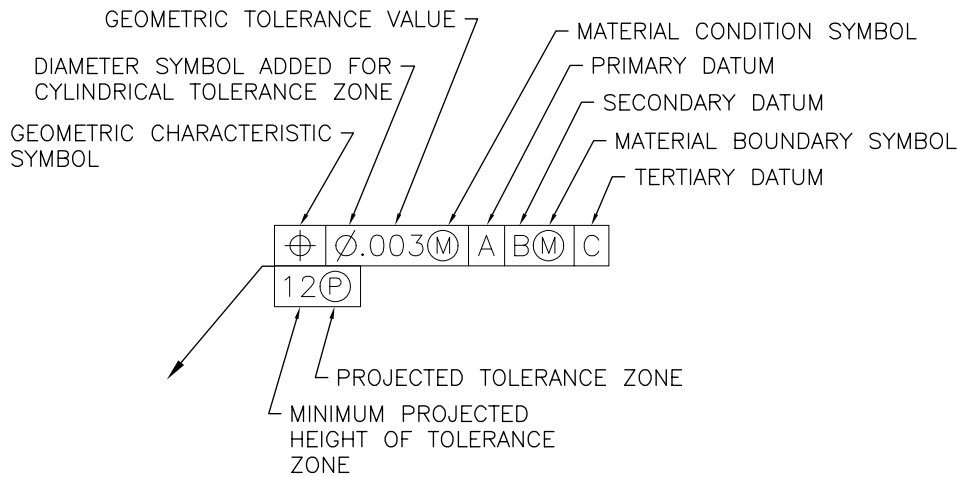 GEOMETRIC TOLERANCE VALUE
MATERIAL CONDITION SYMBOL
DIAMETER SYMBOL ADDED FOR
CYLINDRICAL TOLERANCE ZONE
PRIMARY DATUM
SECONDARY DATUM
GEOMETRIC CHARACTERISTIC
SYMBOL
MATERIAL BOUNDARY SYMBOL
TERTIARY DATUM
⌖ ∅.003Ⓜ A BⓂ C
12Ⓟ
PROJECTED TOLERANCE ZONE
MINIMUM PROJECTED
HEIGHT OF TOLERANCE
ZONE